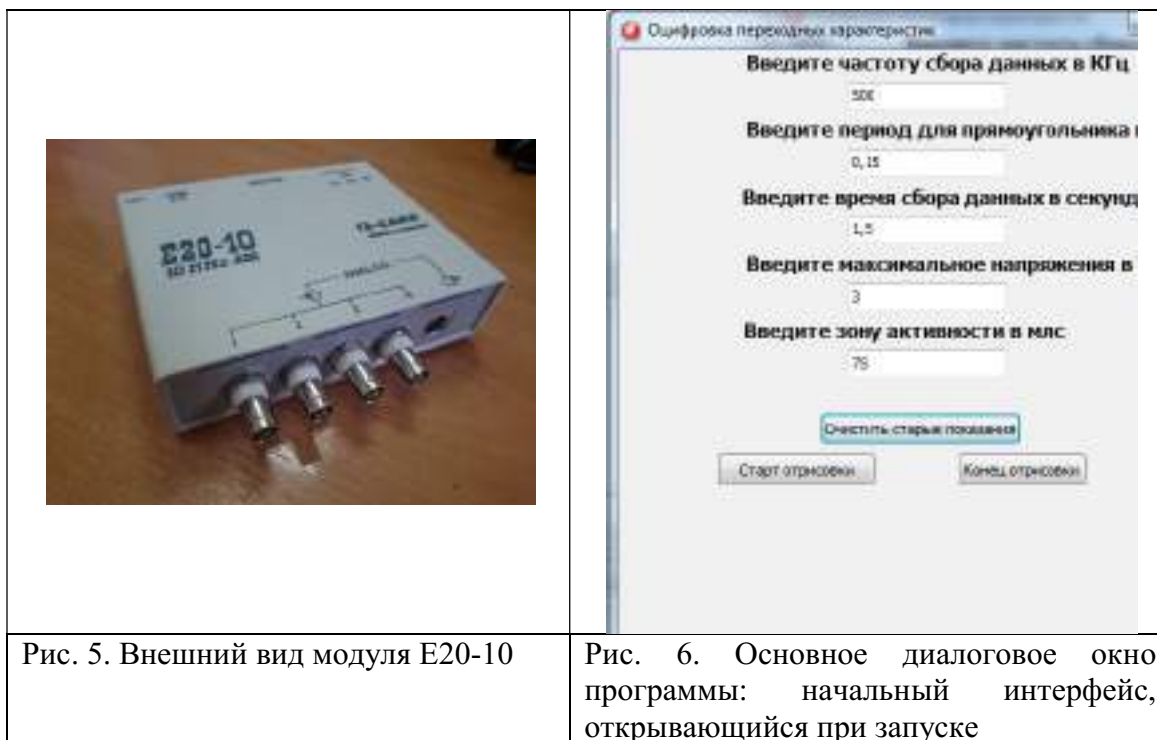 E20-10
Рис. 5. Внешний вид модуля Е20-10
Оцифровка переходных характеристик
Введите частоту сбора данных в КГц
500
Введите период для прямоугольника
0,15
Введите время сбора данных в секунд
1,5
Введите максимальное напряжения в
3
Введите зону активности в млс
75
Очистить старые показания
Старт отрисовки
Конец отрисовки
Рис. 6. Основное диалоговое окно
программы: начальный интерфейс,
открывающийся при запуске